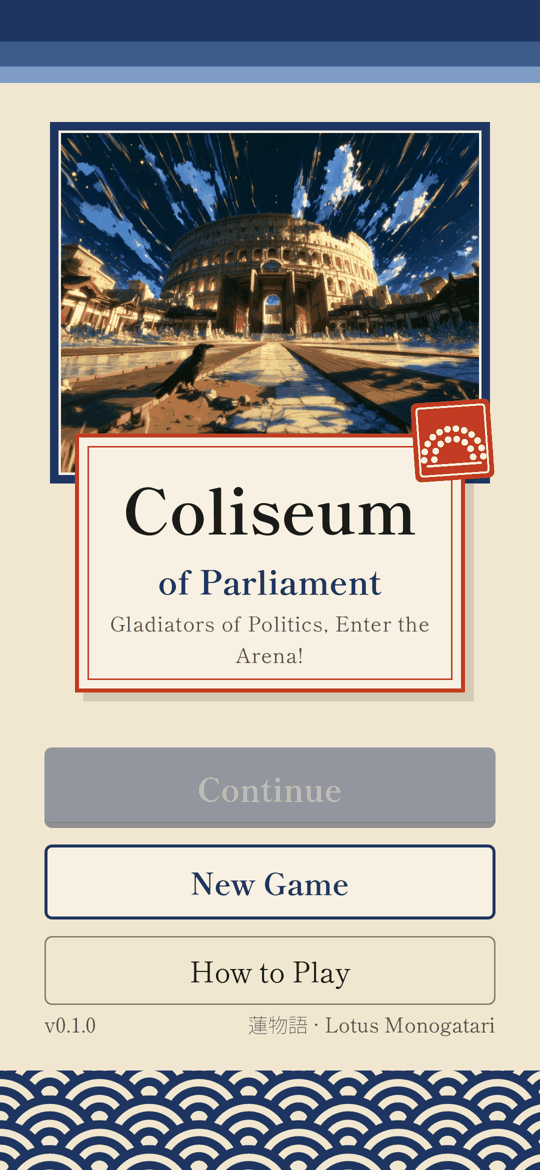 Coliseum
of Parliament
Gladiators of Politics, Enter the
Arena!
Continue
New Game
How to Play
v0.1.0
蓮物語 · Lotus Monogatari